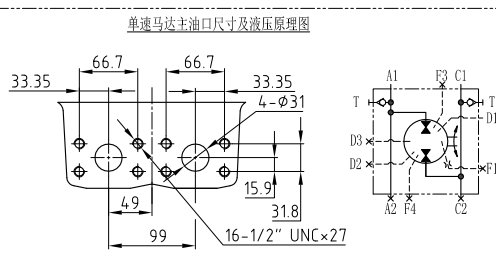 单速马达主油口尺寸及液压原理图
66.7
66.7
33.35
33.35
4-Φ31
15.9
31.8
49
99
16-1/2" UNC×27
A1
F3
C1
T
T
D1
D3
D2
F1
A2
F4
C2